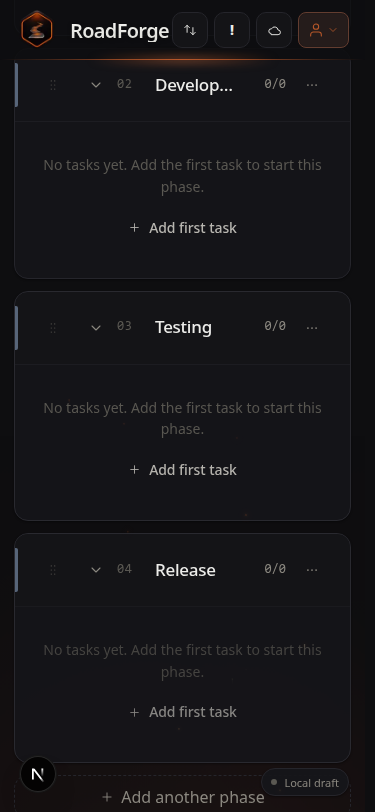 RoadForge
!
02 Develop... 0/0 ...
No tasks yet. Add the first task to start this
phase.
+ Add first task
03 Testing 0/0 ...
No tasks yet. Add the first task to start this
phase.
+ Add first task
04 Release 0/0 ...
No tasks yet. Add the first task to start this
phase.
+ Add first task
N
Local draft
+ Add another phase